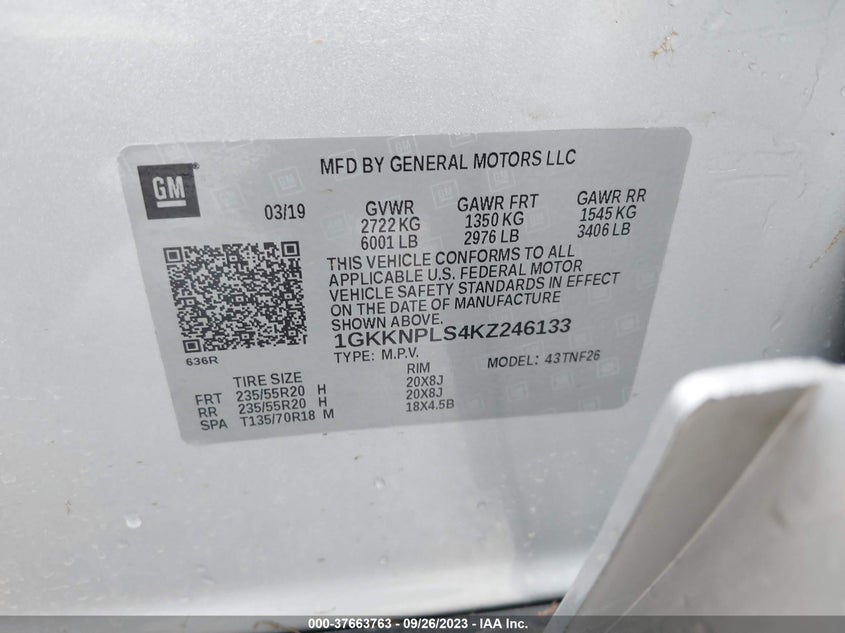 GM
MFD BY GENERAL MOTORS LLC
03/19
GVWR
2722 KG
6001 LB
GAWR FRT
1350 KG
2976 LB
GAWR RR
1545 KG
3406 LB
THIS VEHICLE CONFORMS TO ALL
APPLICABLE U.S. FEDERAL MOTOR
VEHICLE SAFETY STANDARDS IN EFFECT
ON THE DATE OF MANUFACTURE
SHOWN ABOVE.
1GKKNPLS4KZ246133
TYPE: M.P.V.
MODEL: 43TNF26
636R
TIRE SIZE RIM
FRT 235/55R20 H 20X8J
RR 235/55R20 H 20X8J
SPA T135/70R18 M 18X4.5B
000-37663763 - 09/26/2023 - IAA Inc.